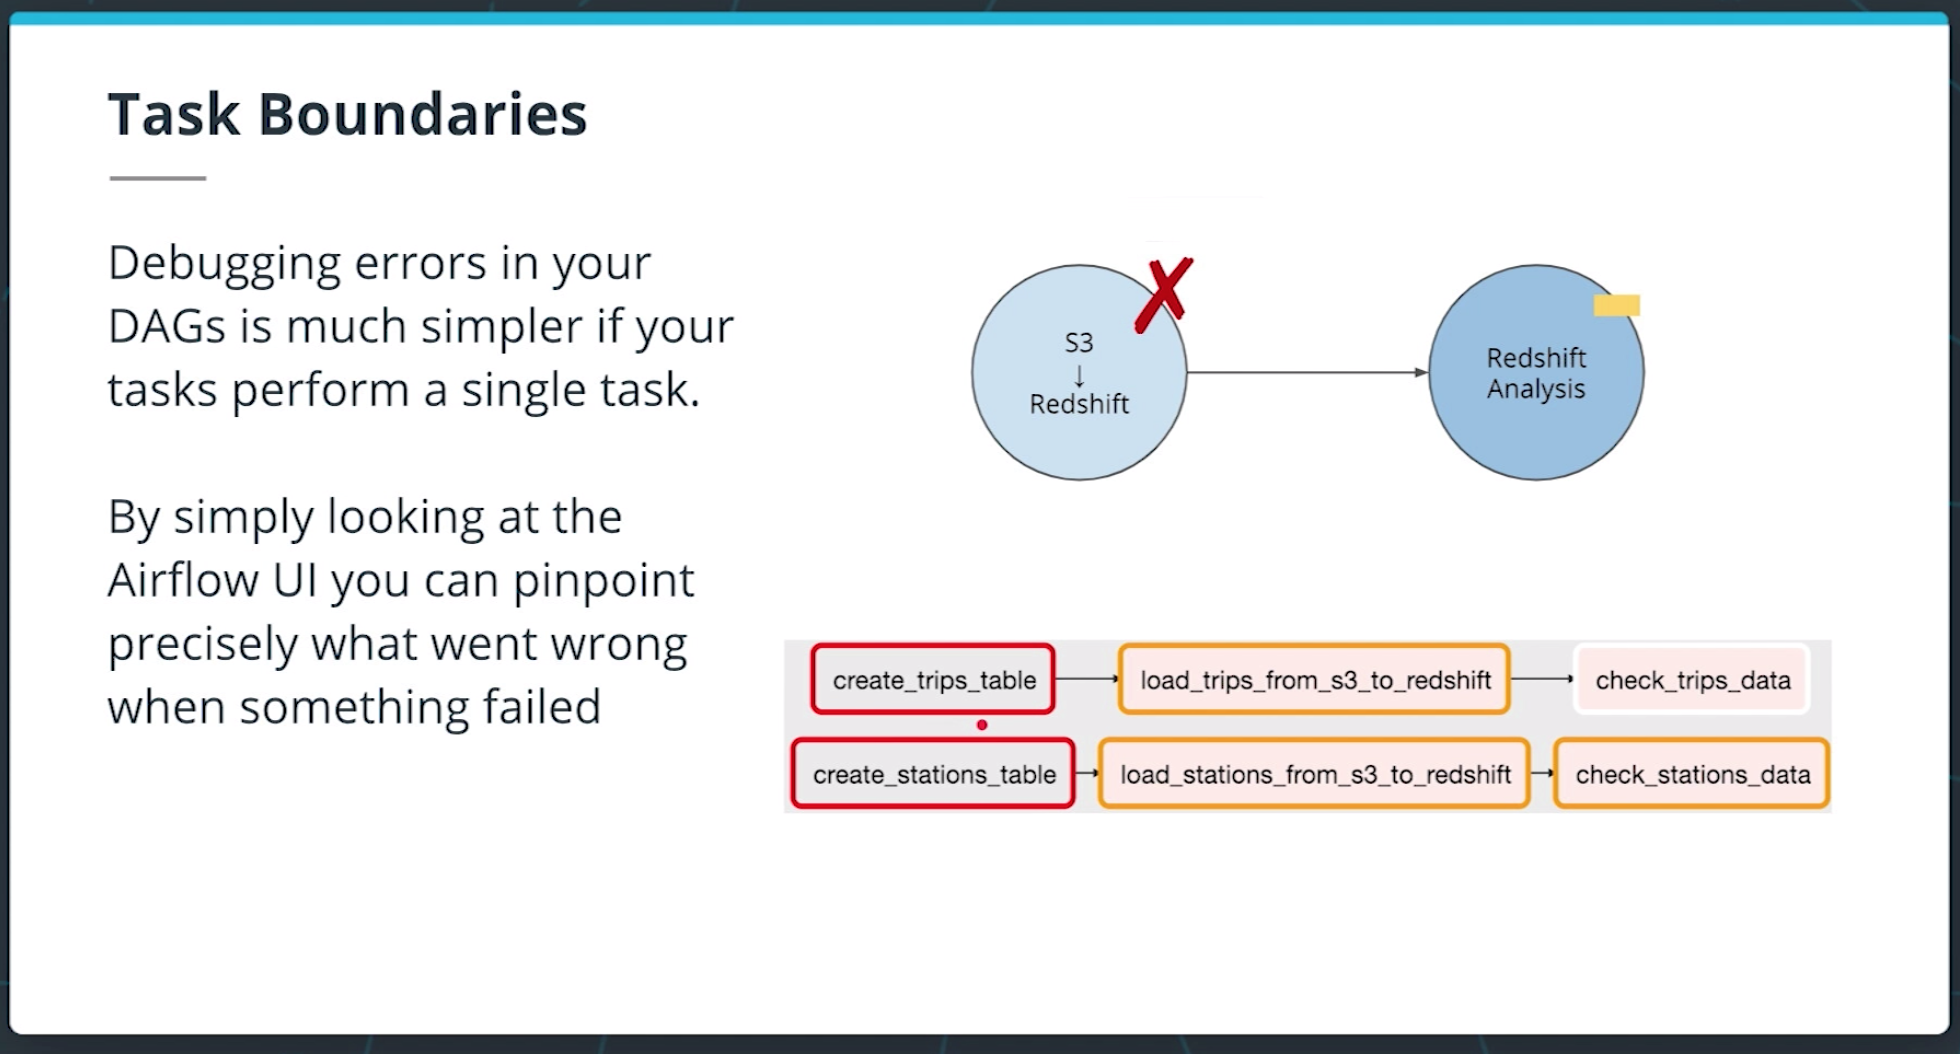 Task Boundaries
Debugging errors in your
DAGs is much simpler if your
tasks perform a single task.
By simply looking at the
Airflow UI you can pinpoint
precisely what went wrong
when something failed
S3
↓
Redshift
Redshift
Analysis
create_trips_table
load_trips_from_s3_to_redshift
check_trips_data
create_stations_table
load_stations_from_s3_to_redshift
check_stations_data